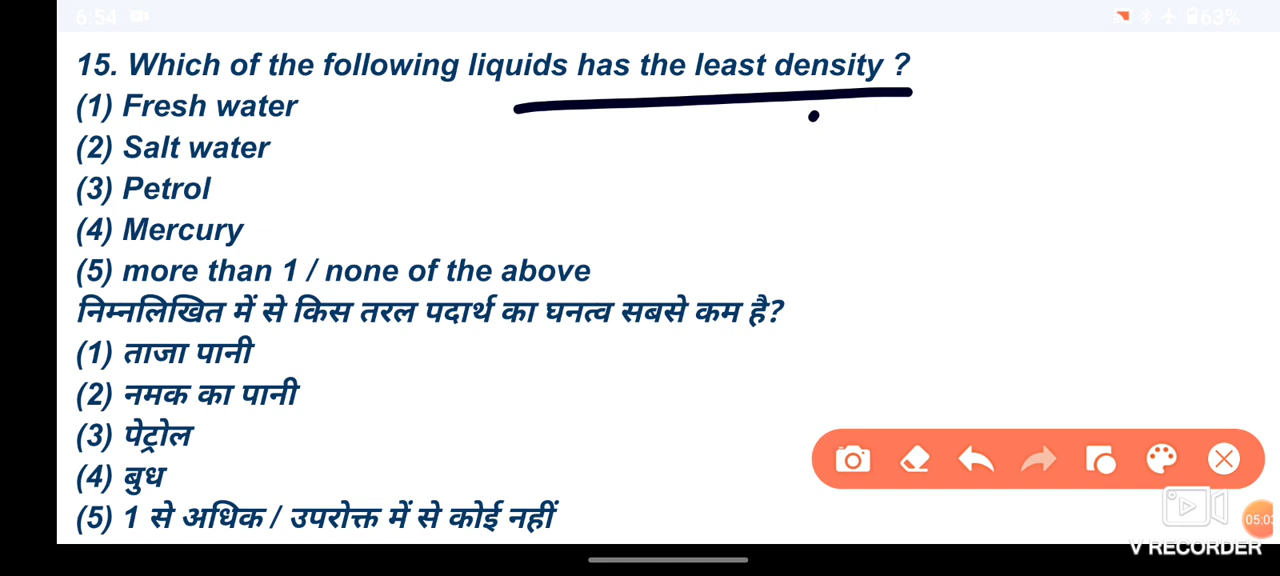 6:54
63%
15. Which of the following liquids has the least density ?
(1) Fresh water
(2) Salt water
(3) Petrol
(4) Mercury
(5) more than 1 / none of the above
निम्नलिखित में से किस तरल पदार्थ का घनत्व सबसे कम है?
(1) ताजा पानी
(2) नमक का पानी
(3) पेट्रोल
(4) बुध
(5) 1 से अधिक / उपरोक्त में से कोई नहीं
V RECORDER